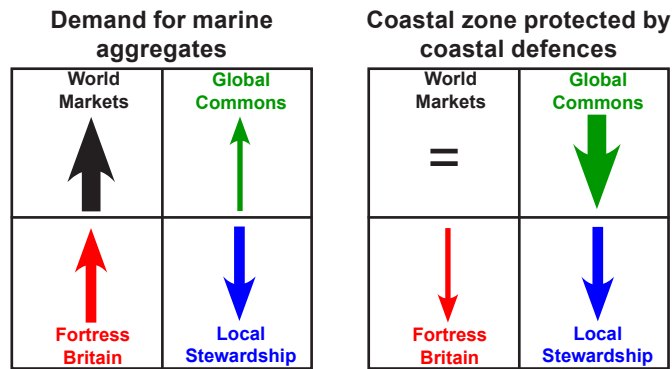 Demand for marine
aggregates
World
Markets
Global
Commons
Fortress
Britain
Local
Stewardship
Coastal zone protected by
coastal defences
World
Markets
Global
Commons
=
Fortress
Britain
Local
Stewardship